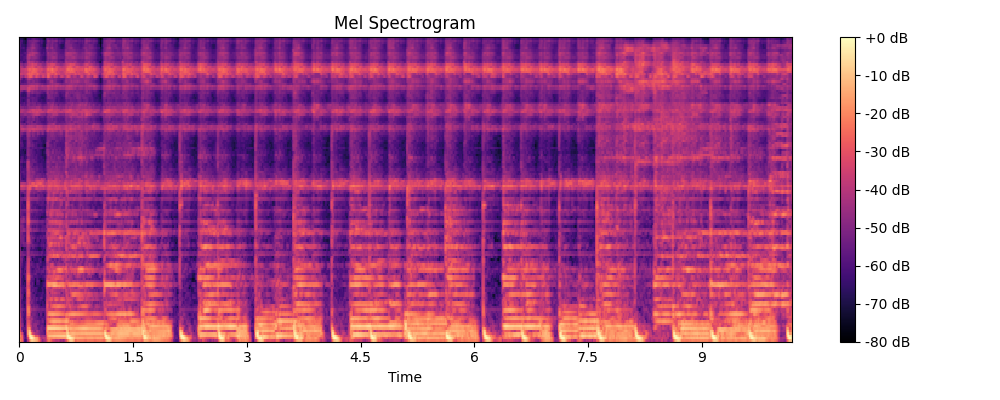 Mel Spectrogram
+0 dB
-10 dB
-20 dB
-30 dB
-40 dB
-50 dB
-60 dB
-70 dB
-80 dB
0 1.5 3 4.5 6 7.5 9
Time